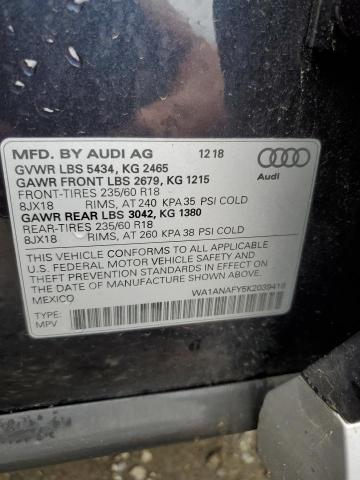 MFD. BY AUDI AG 12 18
GVWR LBS 5434, KG 2465
GAWR FRONT LBS 2679, KG 1215
FRONT-TIRES 235/60 R18
8JX18 RIMS, AT 240 KPA 35 PSI COLD
GAWR REAR LBS 3042, KG 1380
REAR-TIRES 235/60 R18
8JX18 RIMS, AT 260 KPA 38 PSI COLD
Audi
THIS VEHICLE CONFORMS TO ALL APPLICABLE
U.S. FEDERAL MOTOR VEHICLE SAFETY STANDARDS
IN EFFECT ON THE DATE OF MANUFACTURE SHOWN ABOVE.
MEXICO
WA1ANAFY5K2039418
TYPE:
MPV